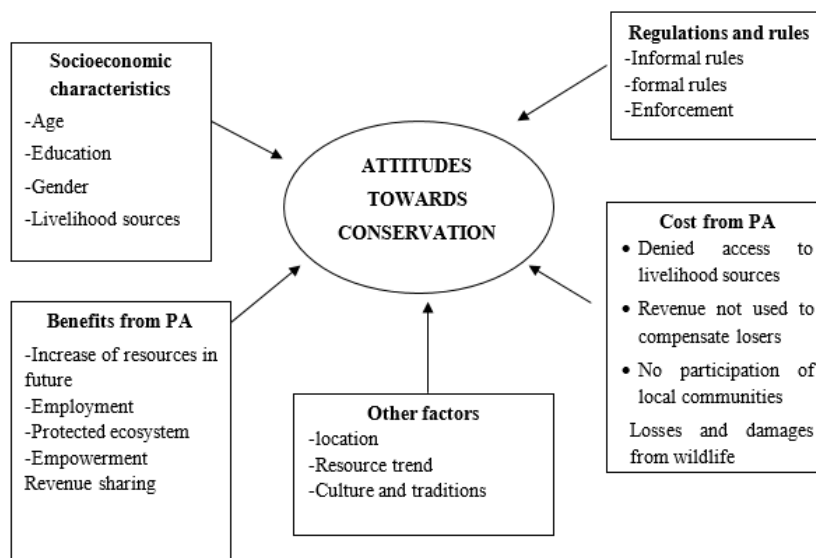 Socioeconomic
characteristics
-Age
-Education
-Gender
-Livelihood sources
Regulations and rules
-Informal rules
-formal rules
-Enforcement
ATTITUDES
TOWARDS
CONSERVATION
Benefits from PA
-Increase of resources in
future
-Employment
-Protected ecosystem
-Empowerment
Revenue sharing
Other factors
-location
-Resource trend
-Culture and traditions
Cost from PA
• Denied access to
livelihood sources
• Revenue not used to
compensate losers
• No participation of
local communities
Losses and damages
from wildlife